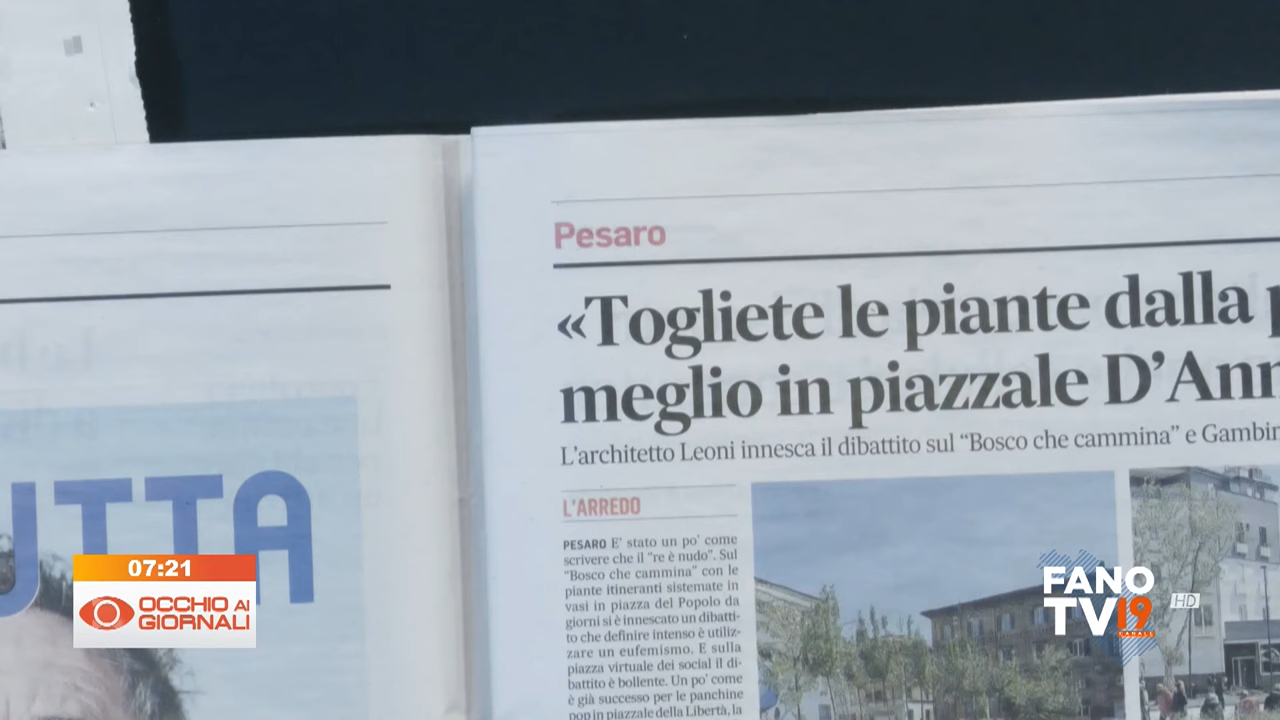 Pesaro
«Togliete le piante dalla
meglio in piazzale D'Ann
L'architetto Leoni innesca il dibattito sul “Bosco che cammina” e Gambin
L'ARREDO
PESARO E' stato un po' come
scrivere che il “re è nudo”. Sul
“Bosco che cammina” con le
piante itineranti sistemate in
vasi in piazza del Popolo da
giorni si è innescato un dibatti-
to che definire intenso è utiliz-
zare un eufemismo. E sulla
piazza virtuale dei social il di-
battito è bollente. Un po' come
è già successo per le panchine
pop in piazzale della Libertà, la
UTTA
07:21
OCCHIO AI
GIORNALI
FANO
TV19
CANALE
HD